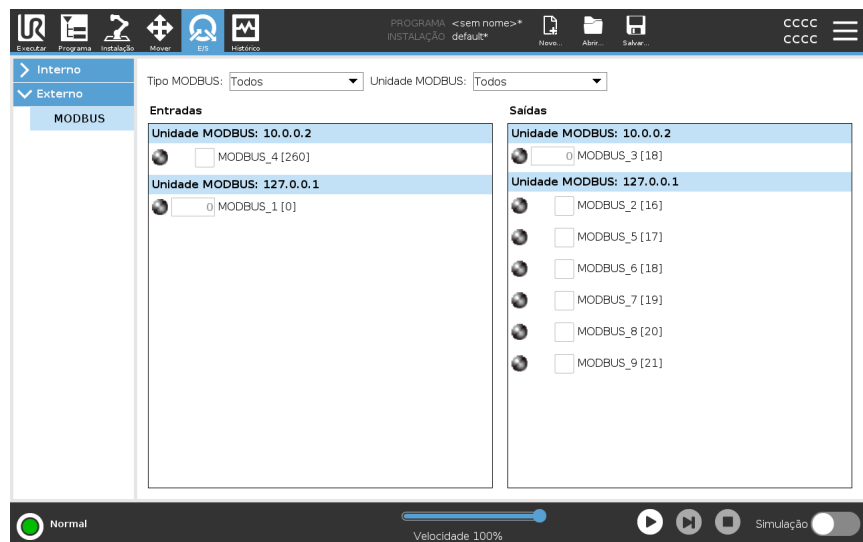 UR
PROGRAMA <sem nome>*
INSTALAÇÃO default*
Executar Programa Instalação Mover E/S Histórico Novo... Abrir... Salvar...
CCCC
CCCC
Interno
Externo
MODBUS
Tipo MODBUS: Todos Unidade MODBUS: Todos
Entradas
Unidade MODBUS: 10.0.0.2
MODBUS_4 [260]
Unidade MODBUS: 127.0.0.1
0 MODBUS_1 [0]
Saídas
Unidade MODBUS: 10.0.0.2
0 MODBUS_3 [18]
Unidade MODBUS: 127.0.0.1
MODBUS_2 [16]
MODBUS_5 [17]
MODBUS_6 [18]
MODBUS_7 [19]
MODBUS_8 [20]
MODBUS_9 [21]
Normal
Velocidade 100%
Simulação